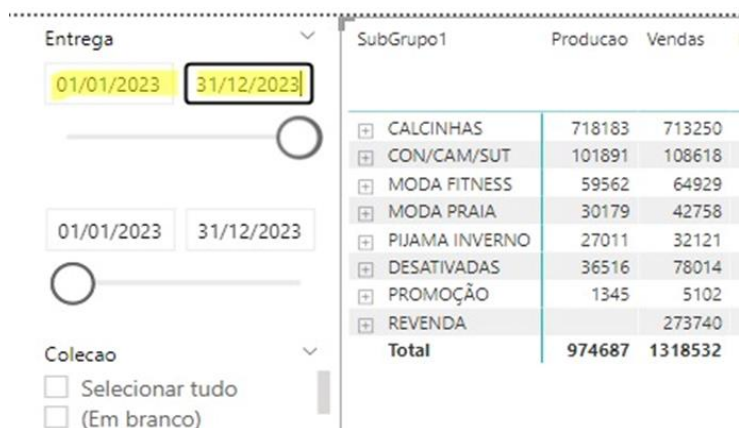 Entrega
01/01/2023 31/12/2023
01/01/2023 31/12/2023
Colecao
Selecionar tudo
(Em branco)
SubGrupo1 Producao Vendas
CALCINHAS 718183 713250
CON/CAM/SUT 101891 108618
MODA FITNESS 59562 64929
MODA PRAIA 30179 42758
PIJAMA INVERNO 27011 32121
DESATIVADAS 36516 78014
PROMOÇÃO 1345 5102
REVENDA 273740
Total 974687 1318532